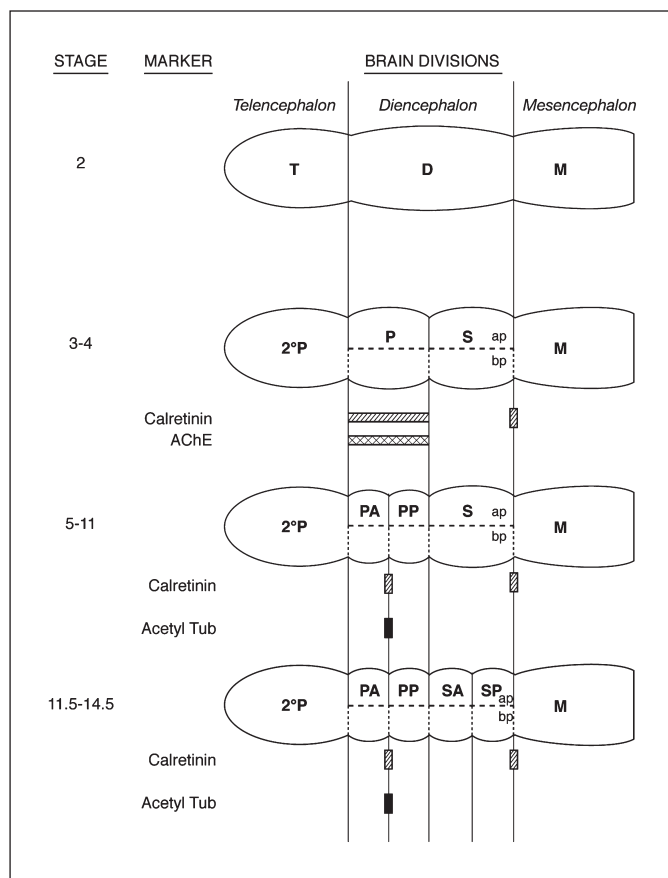 STAGE MARKER BRAIN DIVISIONS
Telencephalon Diencephalon Mesencephalon
2 T D M
3-4 2°P P S ap M
bp
Calretinin
AChE
5-11 2°P PA PP S ap M
bp
Calretinin
Acetyl Tub
11.5-14.5 2°P PA PP SA SP ap M
bp
Calretinin
Acetyl Tub